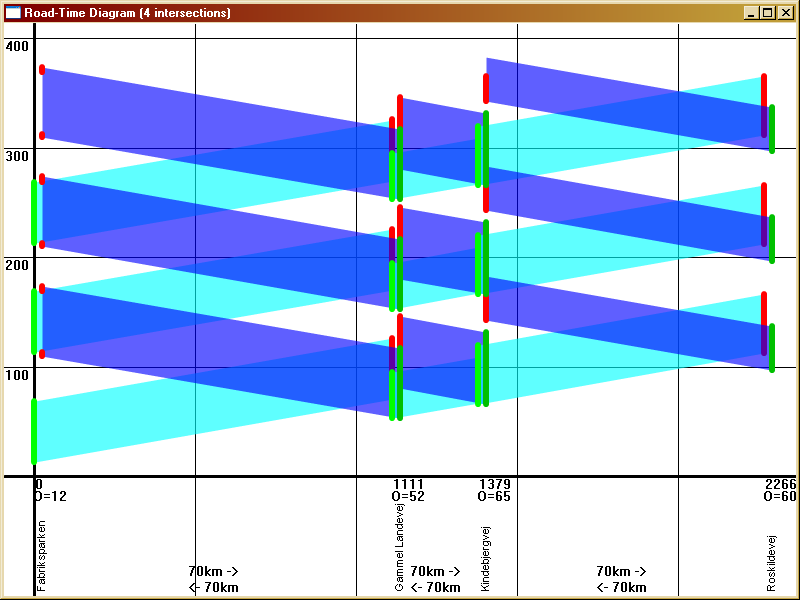 Road-Time Diagram (4 intersections)
400
300
200
100
0 1111 1379 2266
O=12 O=52 O=65 O=60
Fabriksparken
Gammel Landevej
Kindebjergvej
Roskildevej
70km -> 70km -> 70km ->
<- 70km <- 70km <- 70km